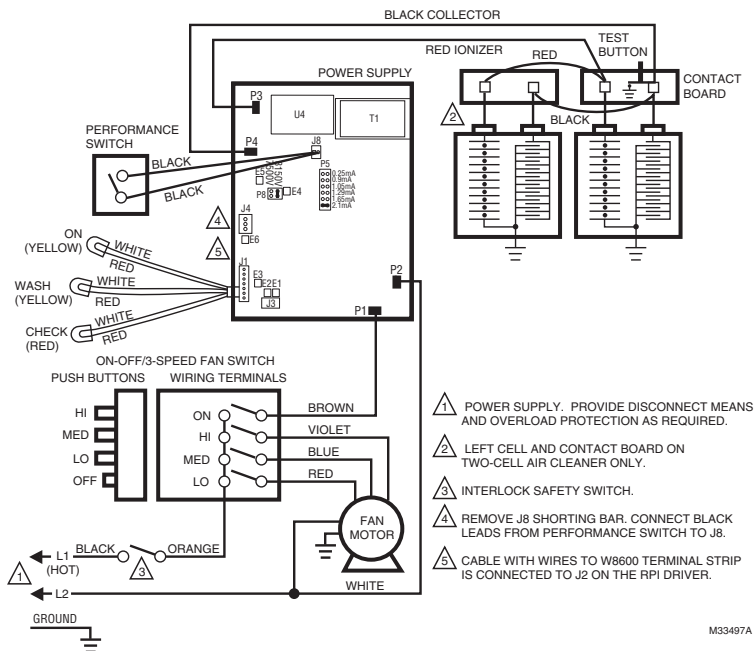 BLACK COLLECTOR
RED IONIZER
RED
TEST
BUTTON
POWER SUPPLY
CONTACT
BOARD
P3
U4
T1
2
BLACK
PERFORMANCE
SWITCH
P4
J8
BLACK
BLACK
P5
0.25mA
0.9mA
1.05mA
1.29mA
1.65mA
2.1mA
E5
P8
E4
4
J4
E6
5
ON
(YELLOW)
WHITE
RED
J1
E3
E2E1
J3
P2
WASH
(YELLOW)
WHITE
RED
P1
CHECK
(RED)
WHITE
RED
ON-OFF/3-SPEED FAN SWITCH
PUSH BUTTONS
WIRING TERMINALS
HI
MED
LO
OFF
ON
HI
MED
LO
BROWN
VIOLET
BLUE
RED
FAN
MOTOR
1
L1
(HOT)
BLACK
3
ORANGE
L2
WHITE
GROUND
1 POWER SUPPLY. PROVIDE DISCONNECT MEANS
AND OVERLOAD PROTECTION AS REQUIRED.
2 LEFT CELL AND CONTACT BOARD ON
TWO-CELL AIR CLEANER ONLY.
3 INTERLOCK SAFETY SWITCH.
4 REMOVE J8 SHORTING BAR. CONNECT BLACK
LEADS FROM PERFORMANCE SWITCH TO J8.
5 CABLE WITH WIRES TO W8600 TERMINAL STRIP
IS CONNECTED TO J2 ON THE RPI DRIVER.
M33497A